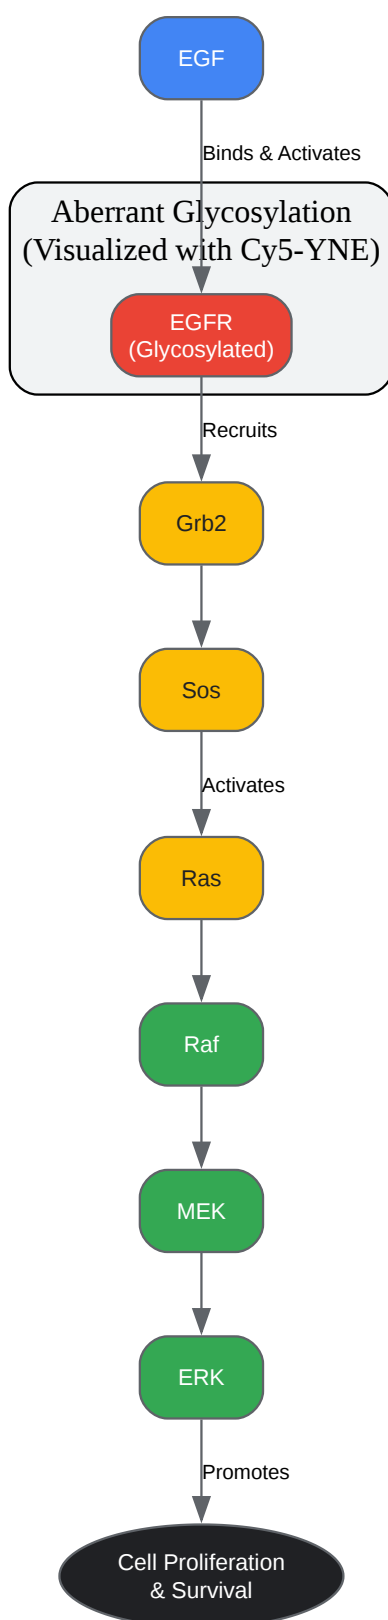 EGF
Binds & Activates
Aberrant Glycosylation
(Visualized with Cy5-YNE)
EGFR
(Glycosylated)
Recruits
Grb2
Sos
Activates
Ras
Raf
MEK
ERK
Promotes
Cell Proliferation
& Survival